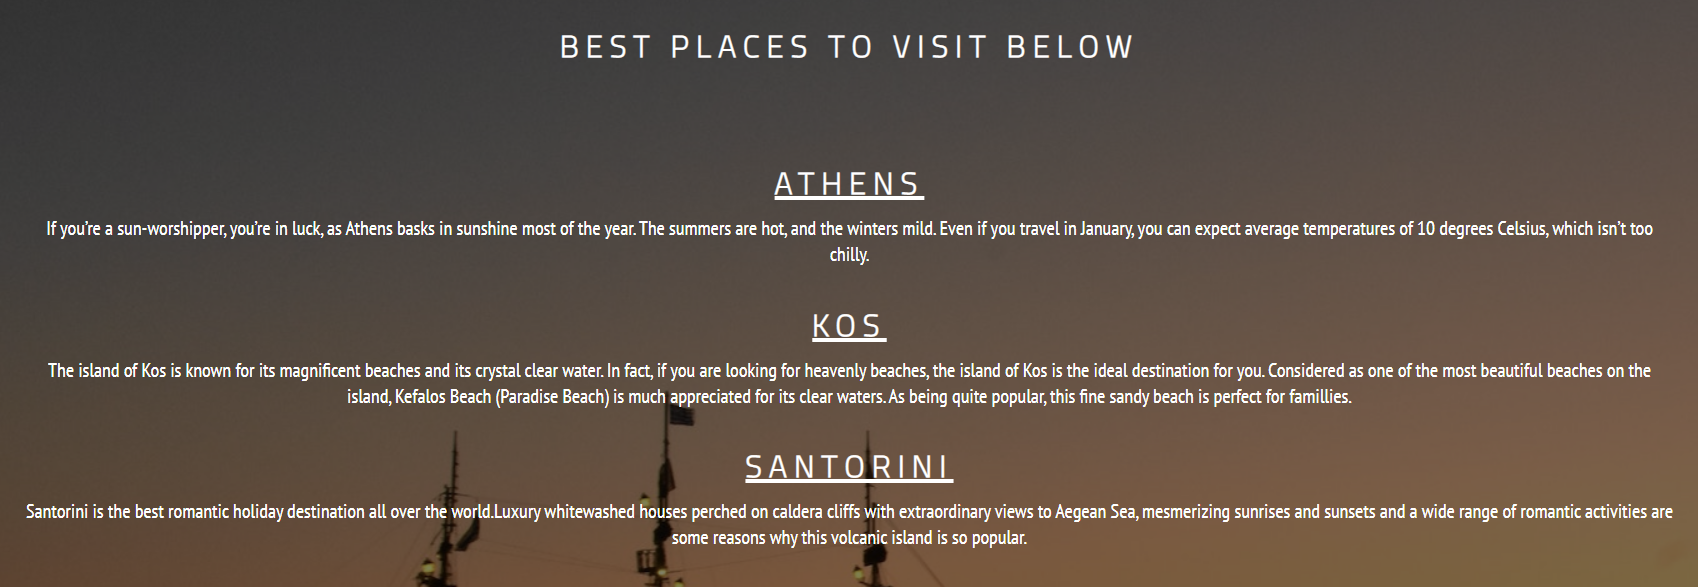 BEST PLACES TO VISIT BELOW
ATHENS
If you’re a sun-worshipper, you’re in luck, as Athens basks in sunshine most of the year. The summers are hot, and the winters mild. Even if you travel in January, you can expect average temperatures of 10 degrees Celsius, which isn’t too
chilly.
KOS
The island of Kos is known for its magnificent beaches and its crystal clear water. In fact, if you are looking for heavenly beaches, the island of Kos is the ideal destination for you. Considered as one of the most beautiful beaches on the
island, Kefalos Beach (Paradise Beach) is much appreciated for its clear waters. As being quite popular, this fine sandy beach is perfect for famillies.
SANTORINI
Santorini is the best romantic holiday destination all over the world.Luxury whitewashed houses perched on caldera cliffs with extraordinary views to Aegean Sea, mesmerizing sunrises and sunsets and a wide range of romantic activities are
some reasons why this volcanic island is so popular.